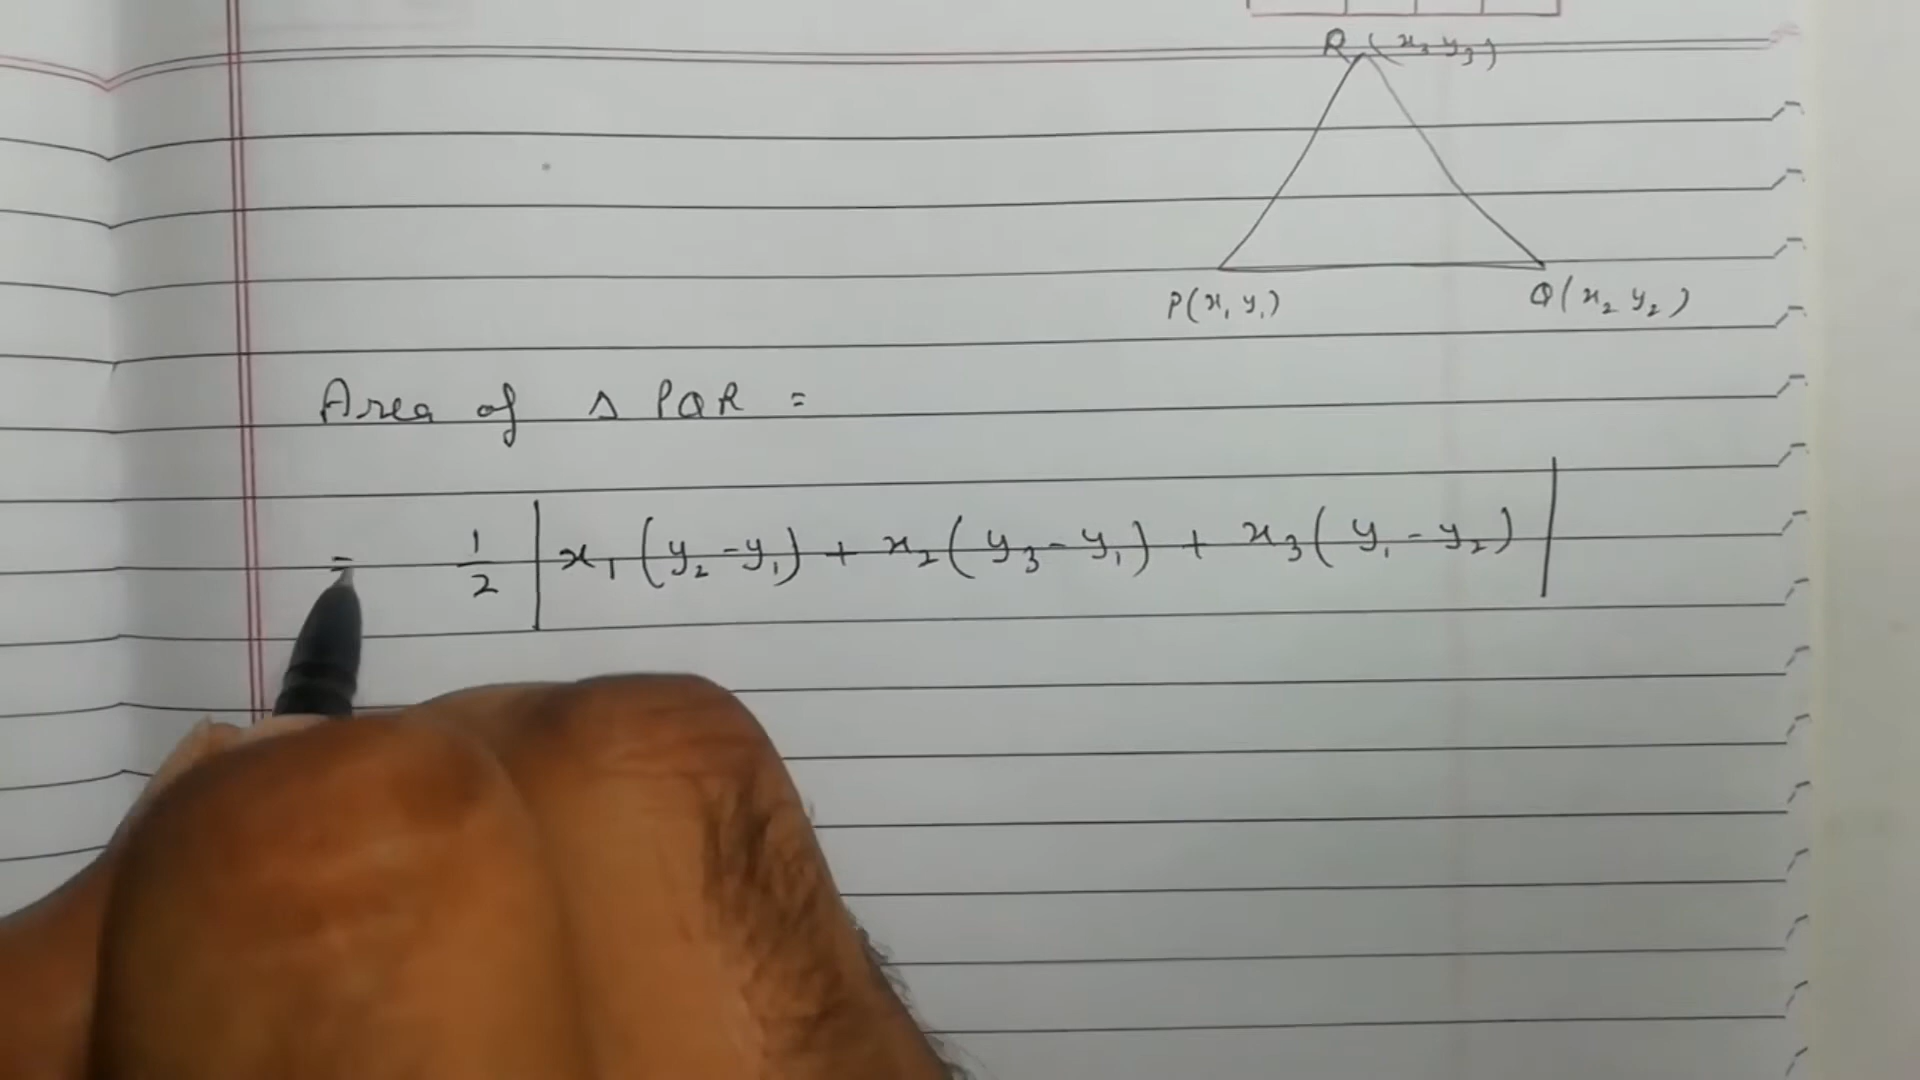 R (x₃ y₃)
P(x₁ y₁)
Q(x₂ y₂)
Area of Δ PQR =
= 1/2 | x₁(y₂-y₁) + x₂(y₃-y₁) + x₃(y₁-y₂) |